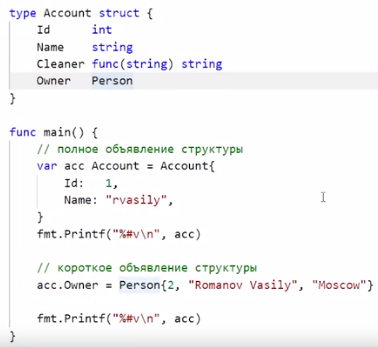 type Account struct {
    Id      int
    Name    string
    Cleaner func(string) string
    Owner   Person
}
func main() {
    // полное объявление структуры
    var acc Account = Account{
        Id:   1,
        Name: "rvasily",
    }
    fmt.Printf("%#v\n", acc)
    // короткое объявление структуры
    acc.Owner = Person{2, "Romanov Vasily", "Moscow"}
    fmt.Printf("%#v\n", acc)
}